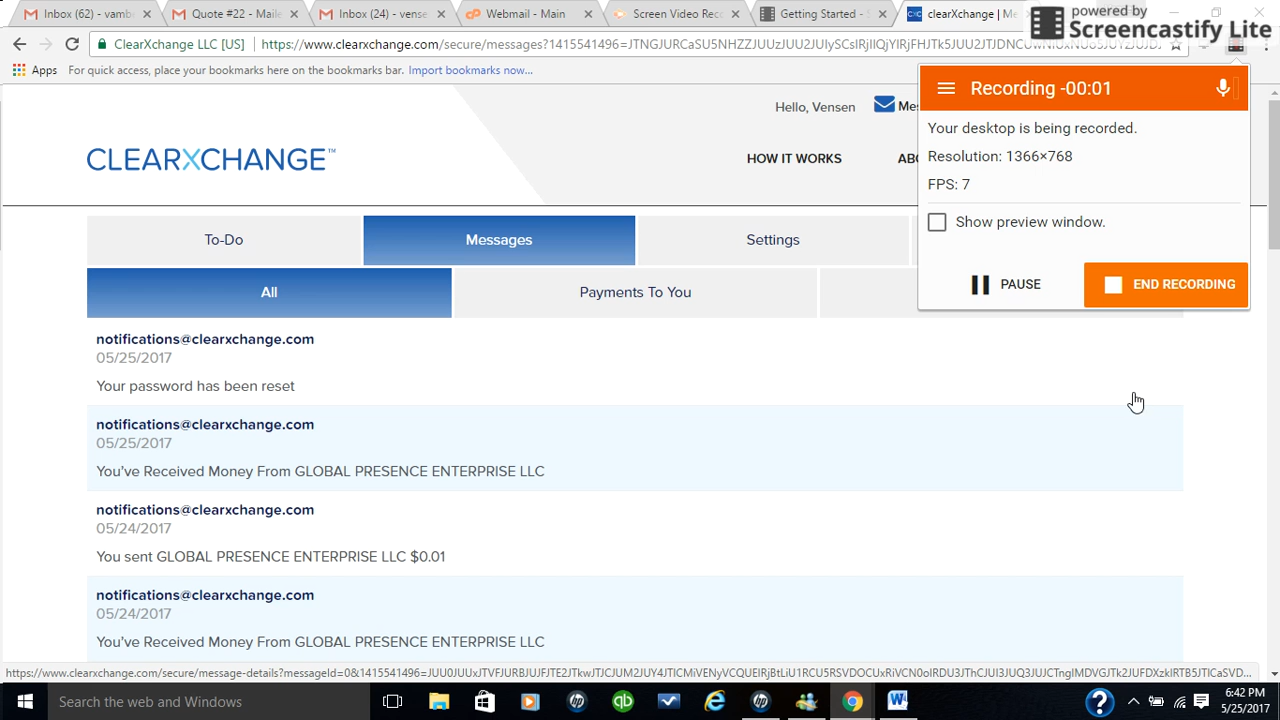 Inbox (62) - vamb
Quote #22 - Maile
Inbox (24) - vense
Webmail - Main
Screen Video Rec
Getting Started -
clearXchange | M
powered by
Screencastify Lite
ClearXchange LLC [US]
Apps
For quick access, place your bookmarks here on the bookmarks bar.
Import bookmarks now...
Recording -00:01
Your desktop is being recorded.
Resolution: 1366×768
FPS: 7
Show preview window.
PAUSE
END RECORDING
Hello, Vensen
Mes
CLEARXCHANGE™
HOW IT WORKS
ABO
To-Do
Messages
Settings
All
Payments To You
notifications@clearxchange.com
05/25/2017
Your password has been reset
notifications@clearxchange.com
05/25/2017
You've Received Money From GLOBAL PRESENCE ENTERPRISE LLC
notifications@clearxchange.com
05/24/2017
You sent GLOBAL PRESENCE ENTERPRISE LLC $0.01
notifications@clearxchange.com
05/24/2017
You've Received Money From GLOBAL PRESENCE ENTERPRISE LLC
Search the web and Windows
6:42 PM
5/25/2017